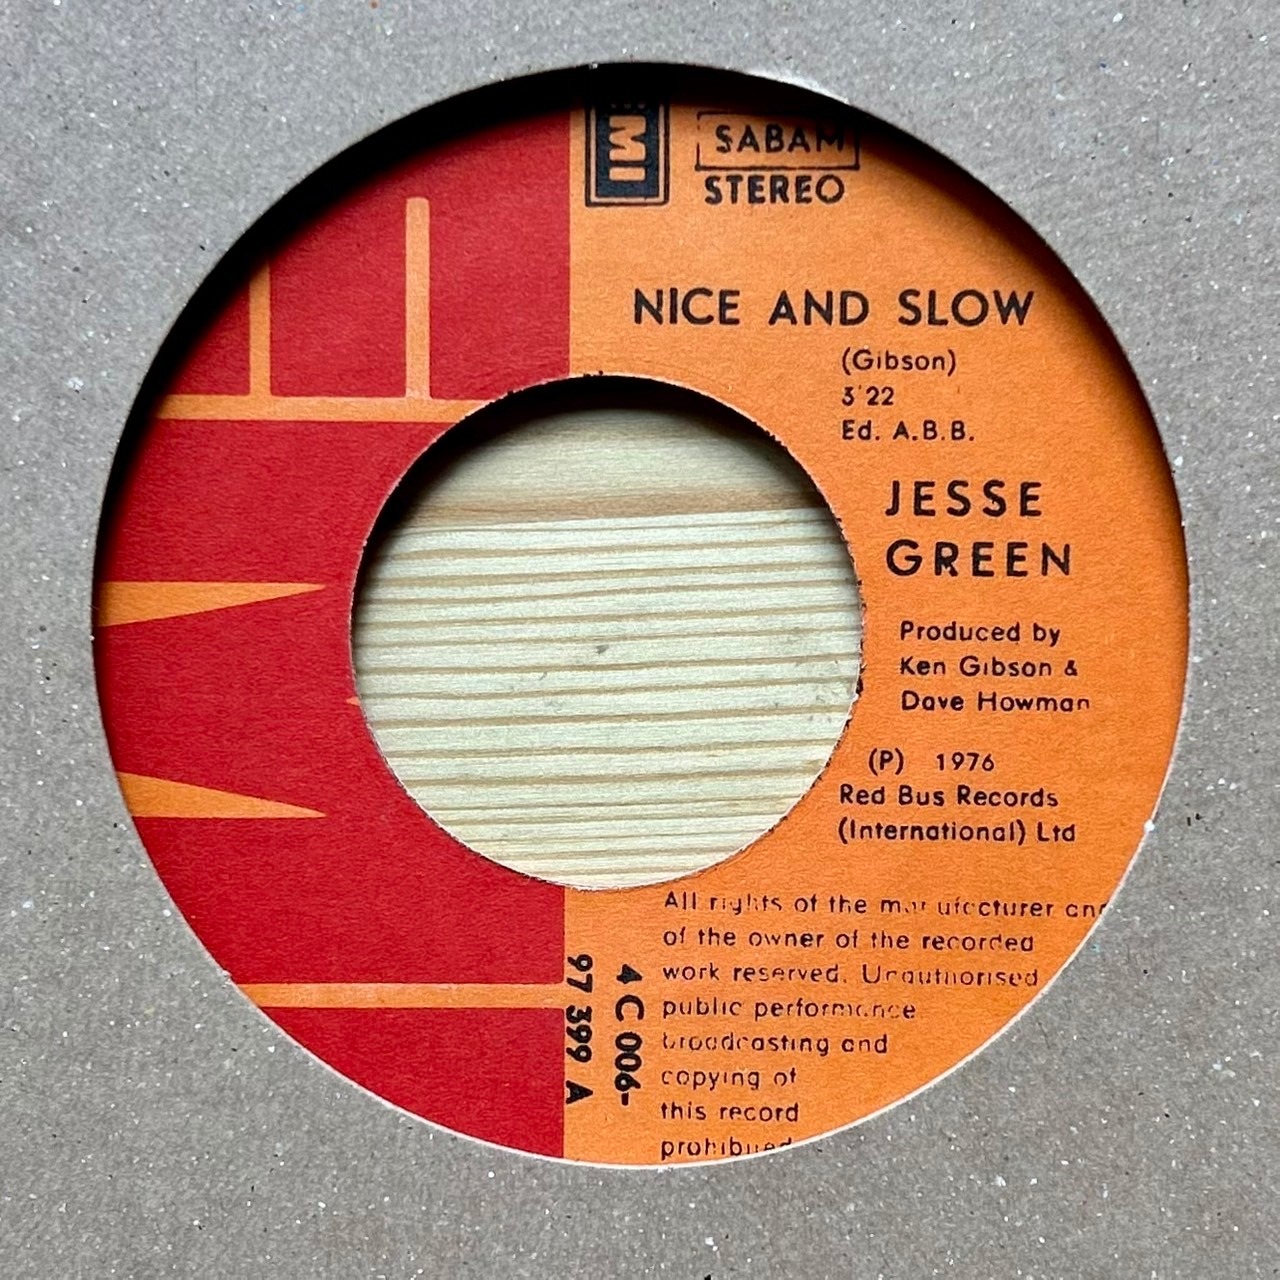 EMI
SABAM
STEREO
NICE AND SLOW
(Gibson)
3'22
Ed. A.B.B.
JESSE
GREEN
Produced by
Ken Gibson &
Dave Howman
(P) 1976
Red Bus Records
(International) Ltd
All rights of the manufacturer and
of the owner of the recorded
work reserved. Unauthorised
public performance
broadcasting and
copying of
this record
prohibited
4 C 006-
97 399 A